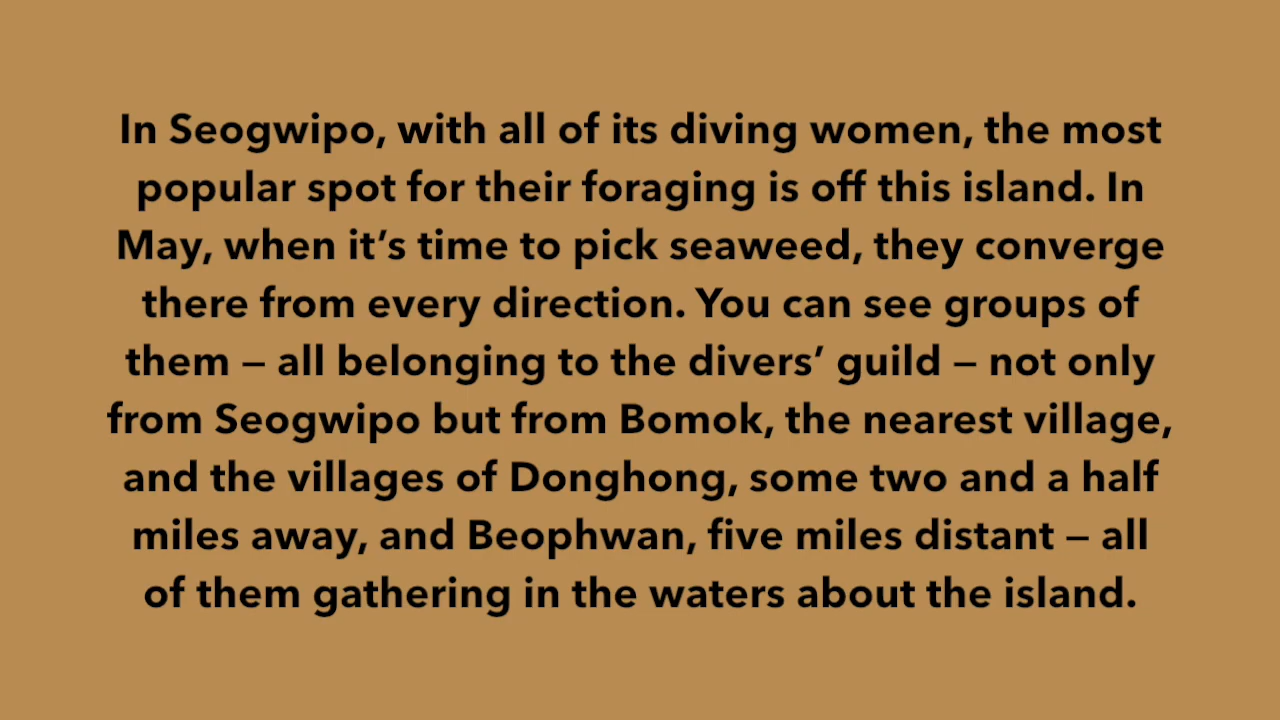 In Seogwipo, with all of its diving women, the most
popular spot for their foraging is off this island. In
May, when it’s time to pick seaweed, they converge
there from every direction. You can see groups of
them – all belonging to the divers’ guild – not only
from Seogwipo but from Bomok, the nearest village,
and the villages of Donghong, some two and a half
miles away, and Beophwan, five miles distant – all
of them gathering in the waters about the island.